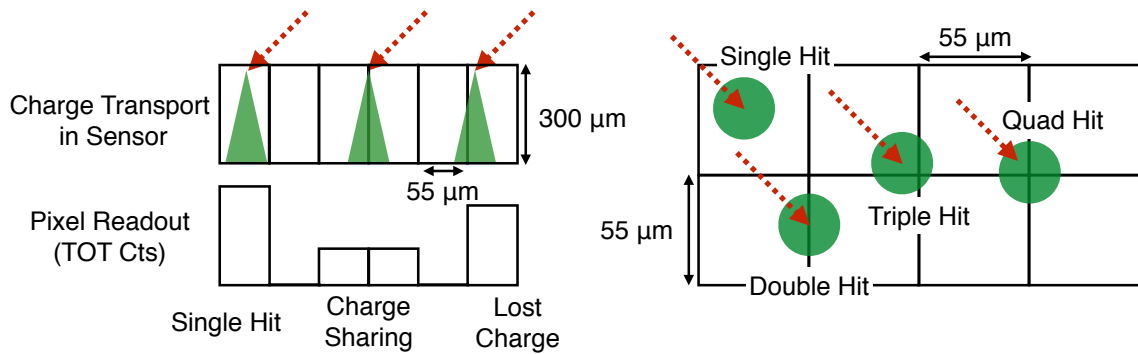 Charge Transport
in Sensor
300 µm
55 µm
Pixel Readout
(TOT Cts)
Single Hit
Charge
Sharing
Lost
Charge
55 µm
Single Hit
Quad Hit
Triple Hit
55 µm
Double Hit